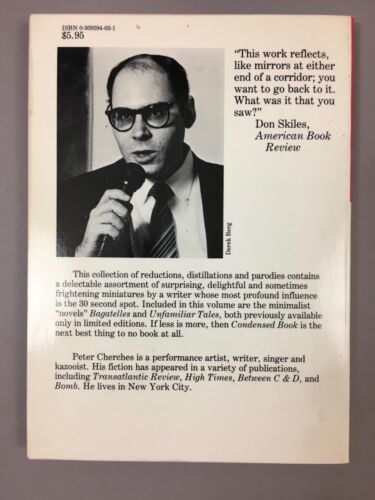 ISBN 0-939194-03-1
$5.95
"This work reflects,
like mirrors at either
end of a corridor; you
want to go back to it.
What was it that you
saw?"
Don Skiles,
American Book
Review
Derek Berg
This collection of reductions, distillations and parodies contains
a delectable assortment of surprising, delightful and sometimes
frightening miniatures by a writer whose most profound influence
is the 30 second spot. Included in this volume are the minimalist
"novels" Bagatelles and Unfamiliar Tales, both previously available
only in limited editions. If less is more, then Condensed Book is the
next best thing to no book at all.
Peter Cherches is a performance artist, writer, singer and
kazooist. His fiction has appeared in a variety of publications,
including Transatlantic Review, High Times, Between C & D, and
Bomb. He lives in New York City.